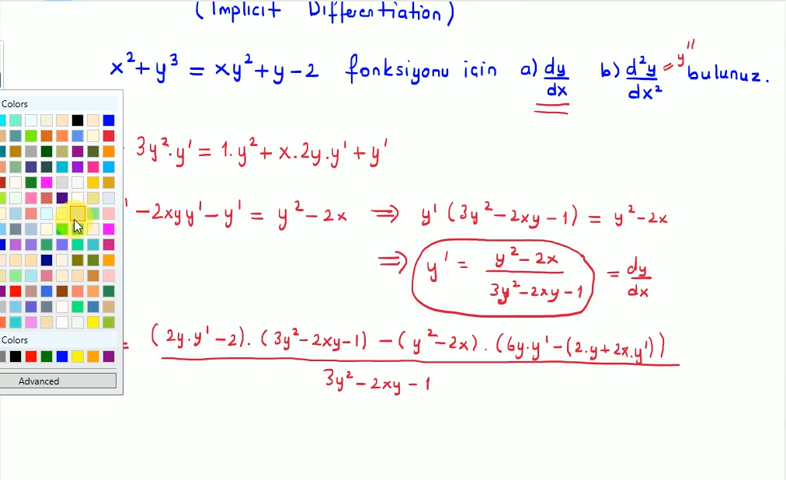 (Implicit Differentiation)
x²+y³ = xy²+y-2 fonksiyonu için a) dy/dx b) d²y/dx² = y'' bulunuz.
Colors
3y²·y' = 1·y² + x·2y·y' + y'
' -2xyy' - y' = y²-2x ⇒ y'(3y²-2xy-1) = y²-2x
⇒ y' = y²-2x / 3y²-2xy-1 = dy/dx
= (2y·y'-2)·(3y²-2xy-1) - (y²-2x)·(6y·y'-(2·y+2x·y')) / 3y²-2xy-1
Colors
Advanced